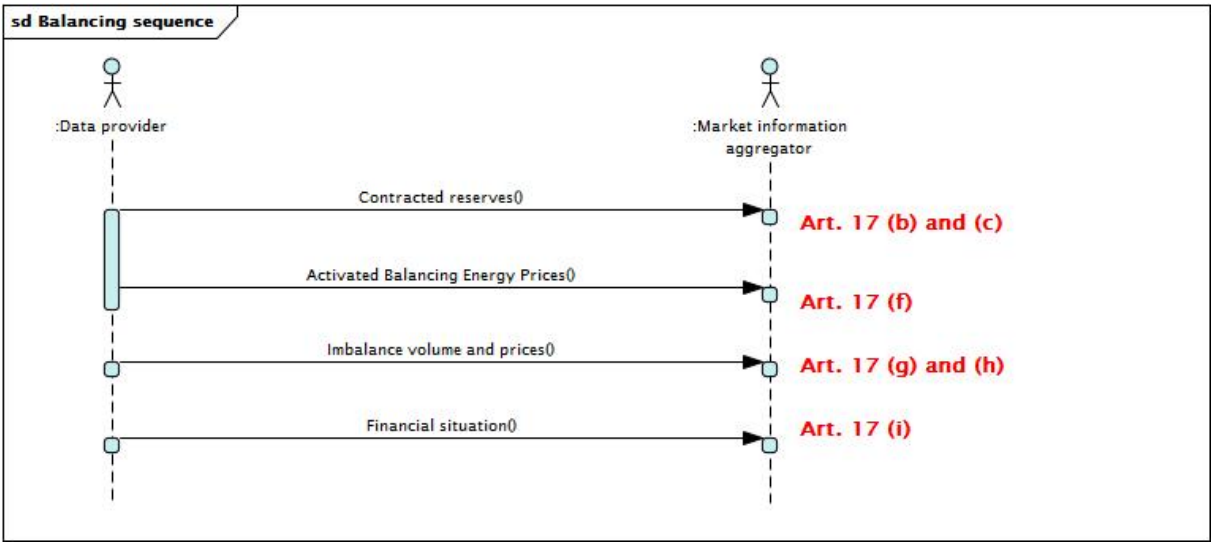 sd Balancing sequence
:Data provider
:Market information
aggregator
Contracted reserves()
Art. 17 (b) and (c)
Activated Balancing Energy Prices()
Art. 17 (f)
Imbalance volume and prices()
Art. 17 (g) and (h)
Financial situation()
Art. 17 (i)